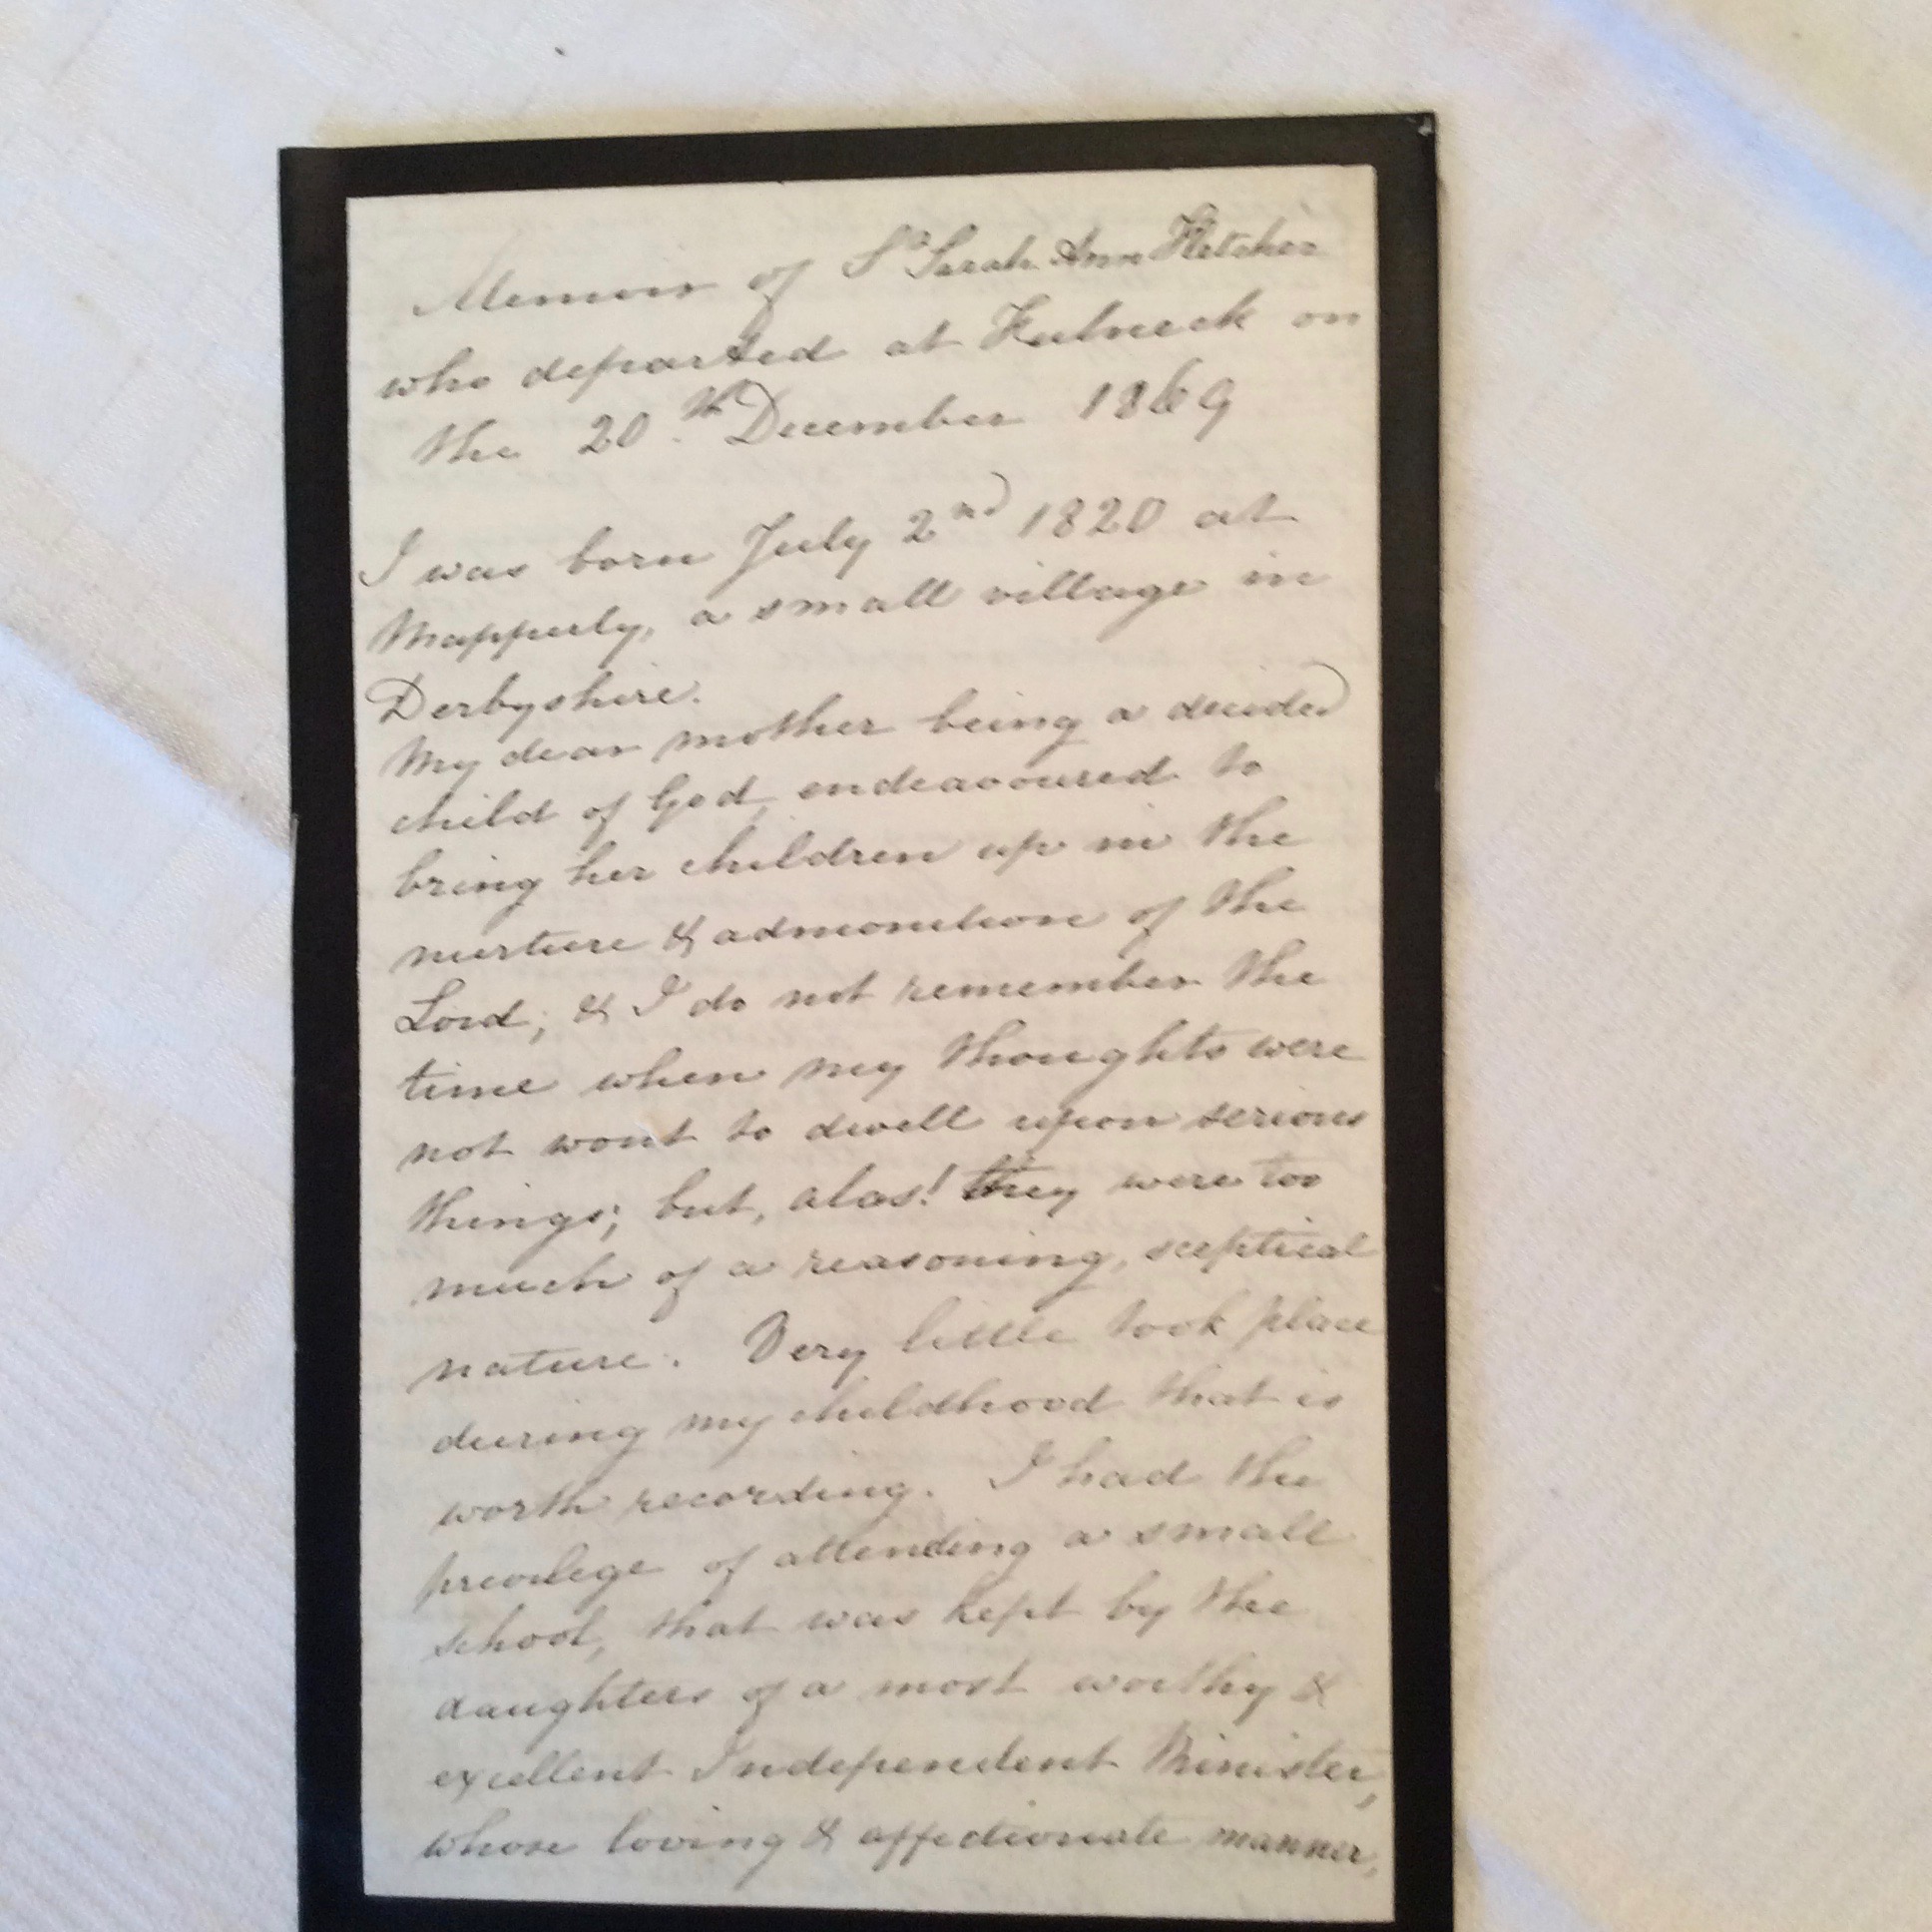 Memoir of Sr Sarah Ann Fletcher
who departed at Fulneck on
the 20th December 1869
I was born July 2nd 1820 at
Mapperly, a small village in
Derbyshire.
My dear mother being a decided
child of God, endeavoured to
bring her children up in the
nurture & admonition of the
Lord; & I do not remember the
time when my thoughts were
not wont to dwell upon serious
things; but, alas! they were too
much of a reasoning, sceptical
nature. Very little took place
during my childhood that is
worth recording. I had the
privilege of attending a small
school, that was kept by the
daughters of a most worthy &
excellent Independent Minister,
whose loving & affectionate manner,